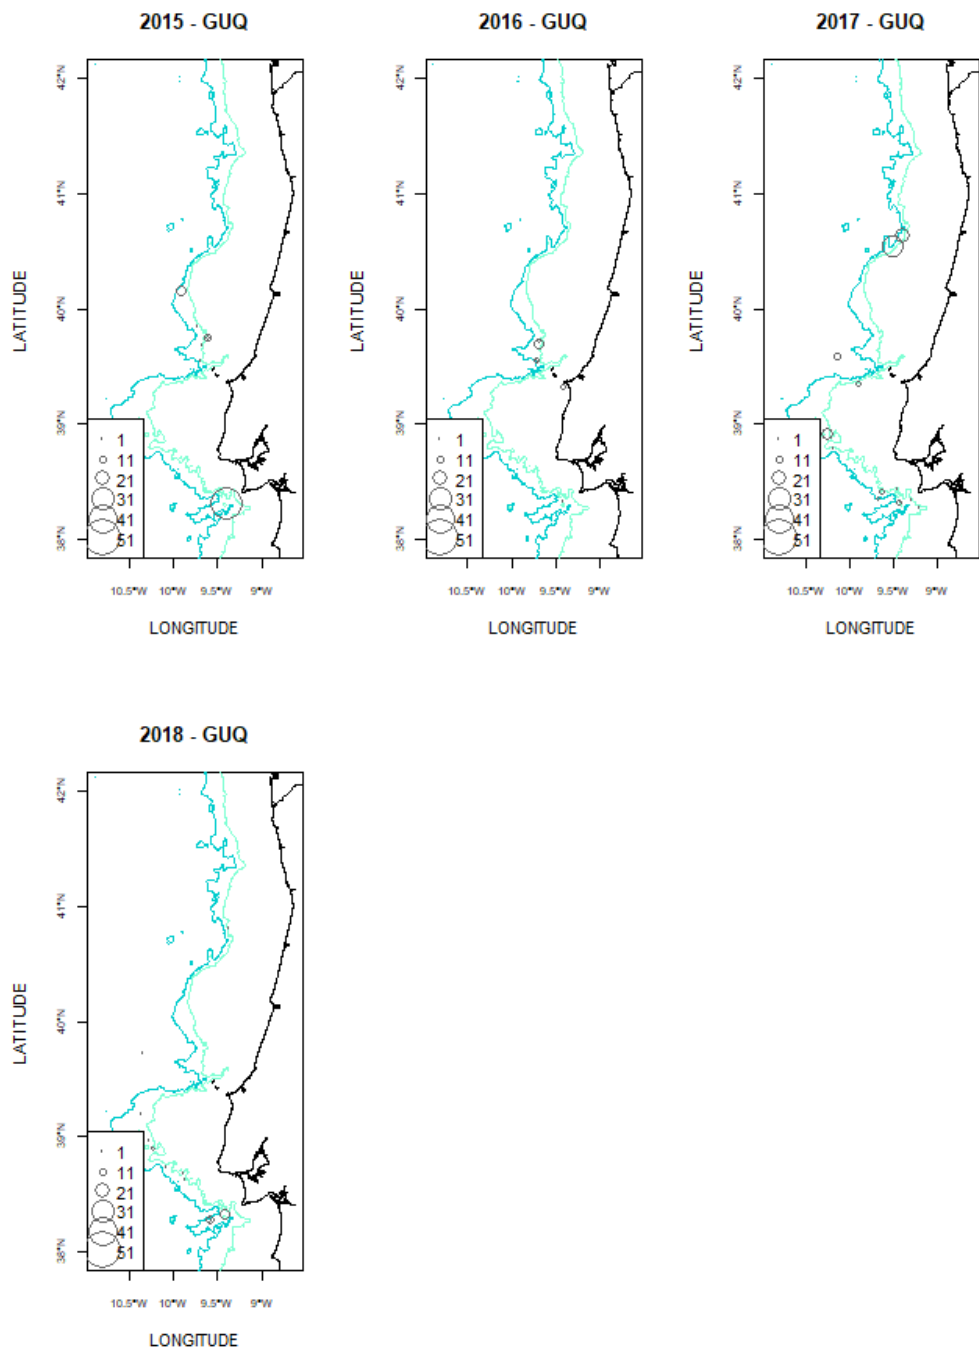 2015 - GUQ
2016 - GUQ
2017 - GUQ
LATITUDE
42°N
41°N
40°N
39°N
38°N
1
11
21
31
41
51
10.5°W 10°W 9.5°W 9°W
LONGITUDE
LATITUDE
42°N
41°N
40°N
39°N
38°N
1
11
21
31
41
51
10.5°W 10°W 9.5°W 9°W
LONGITUDE
LATITUDE
42°N
41°N
40°N
39°N
38°N
1
11
21
31
41
51
10.5°W 10°W 9.5°W 9°W
LONGITUDE
2018 - GUQ
LATITUDE
42°N
41°N
40°N
39°N
38°N
1
11
21
31
41
51
10.5°W 10°W 9.5°W 9°W
LONGITUDE